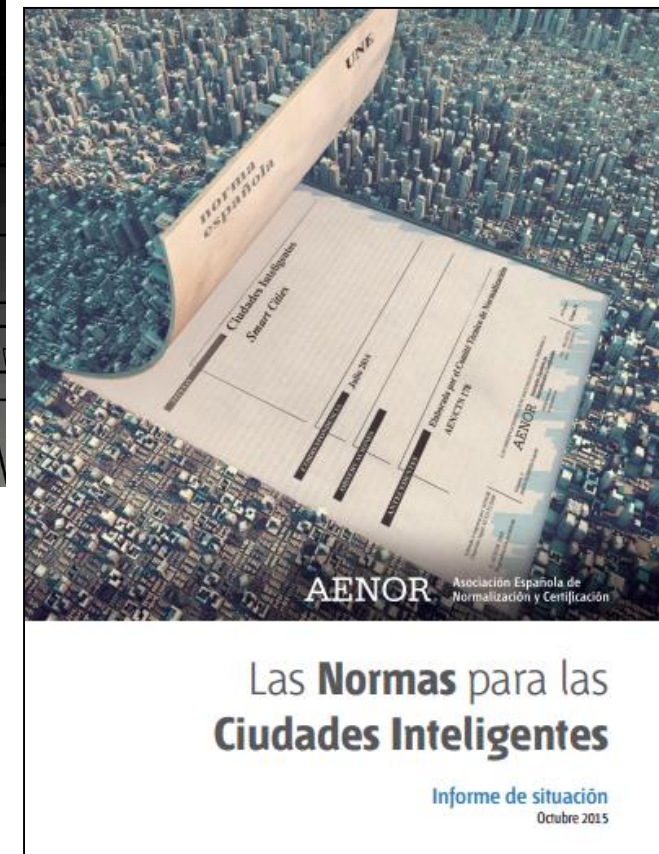 UNE
norma
española
Ciudades Inteligentes
Smart Cities
Julio 2015
Elaborada por el Comité Técnico de Normalización
AEN/CTN 178
AENOR
AENOR
Asociación Española de
Normalización y Certificación
Las Normas para las
Ciudades Inteligentes
Informe de situación
Octubre 2015